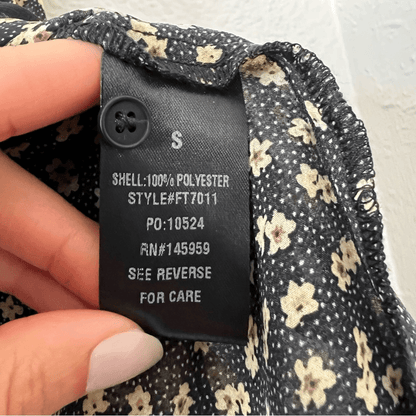 S
SHELL:100% POLYESTER
STYLE#FT7011
PO:10524
RN#145959
SEE REVERSE
FOR CARE